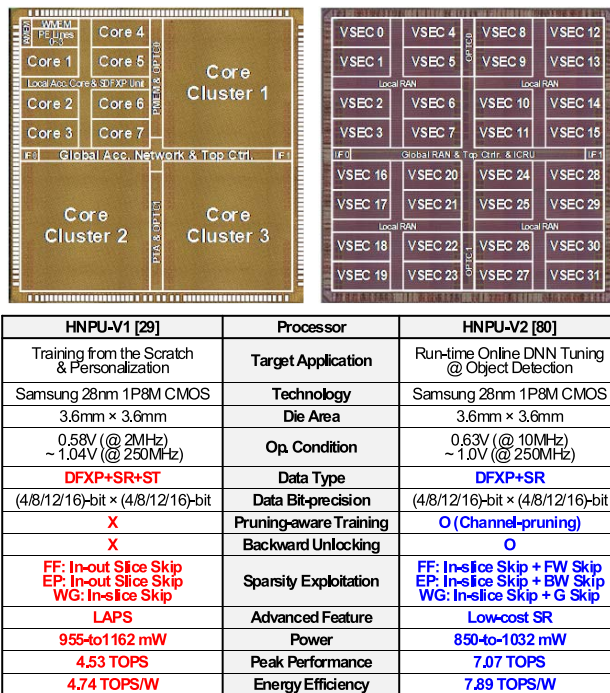 AMEM WMEM
PE Lines
0~3
Core 4
Core 1
Core 5
PMEM & OPTC0
Core
Cluster 1
Local Acc. Core & SDFXP Unit
Core 2
Core 6
Core 3
Core 7
IF0 Global Acc. Network & Top Ctrl. IF1
Core
Cluster 2
PTA & OPTC1
Core
Cluster 3
VSEC 0 VSEC 4 OPTC0 VSEC 8 VSEC 12
VSEC 1 VSEC 5 VSEC 9 VSEC 13
Local RAN Local RAN
VSEC 2 VSEC 6 VSEC 10 VSEC 14
VSEC 3 VSEC 7 VSEC 11 VSEC 15
IF0 Global RAN & Top Ctrlr. & ICRU IF1
VSEC 16 VSEC 20 VSEC 24 VSEC 28
VSEC 17 VSEC 21 VSEC 25 VSEC 29
Local RAN Local RAN
VSEC 18 VSEC 22 OPTC1 VSEC 26 VSEC 30
VSEC 19 VSEC 23 VSEC 27 VSEC 31
HNPU-V1 [29] Processor HNPU-V2 [80]
Training from the Scratch
& Personalization
Target Application
Run-time Online DNN Tuning
@ Object Detection
Samsung 28nm 1P8M CMOS Technology Samsung 28nm 1P8M CMOS
3.6mm × 3.6mm Die Area 3.6mm × 3.6mm
0.58V (@ 2MHz)
~ 1.04V (@ 250MHz)
Op. Condition
0.63V (@ 10MHz)
~ 1.0V (@ 250MHz)
DFXP+SR+ST Data Type DFXP+SR
(4/8/12/16)-bit × (4/8/12/16)-bit Data Bit-precision (4/8/12/16)-bit × (4/8/12/16)-bit
X Pruning-aware Training O (Channel-pruning)
X Backward Unlocking O
FF: In-out Slice Skip
EP: In-out Slice Skip
WG: In-slice Skip
Sparsity Exploitation
FF: In-slice Skip + FW Skip
EP: In-slice Skip + BW Skip
WG: In-slice Skip + G Skip
LAPS Advanced Feature Low-cost SR
955-to1162 mW Power 850-to-1032 mW
4.53 TOPS Peak Performance 7.07 TOPS
4.74 TOPS/W Energy Efficiency 7.89 TOPS/W